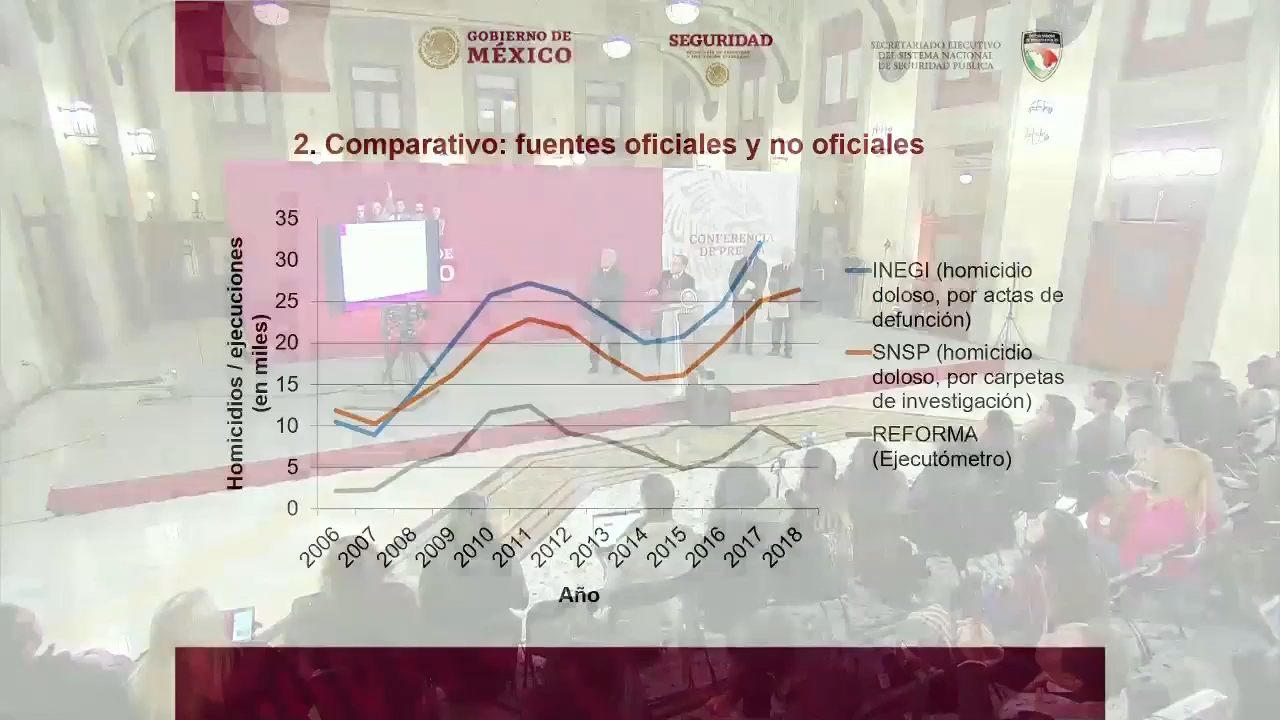 GOBIERNO DE
MÉXICO
SEGURIDAD
SECRETARIADO EJECUTIVO
DEL SISTEMA NACIONAL
DE SEGURIDAD PÚBLICA
2. Comparativo: fuentes oficiales y no oficiales
Homicidios / ejecuciones
(en miles)
35
30
25
20
15
10
5
0
2006
2007
2008
2009
2010
2011
2012
2013
2014
2015
2016
2017
2018
Año
INEGI (homicidio
doloso, por actas de
defunción)
SNSP (homicidio
doloso, por carpetas
de investigación)
REFORMA
(Ejecutómetro)
CONFERENCIA